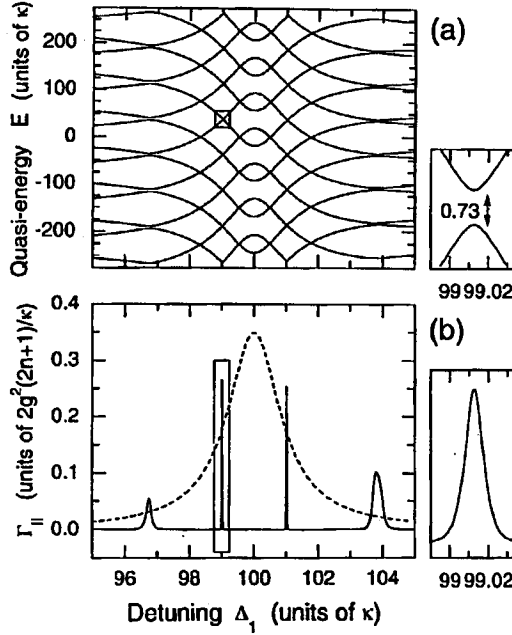 (a)
Quasi-energy E (units of κ)
200
100
0
-100
-200
0.73
99 99.02
(b)
Γ|| (units of 2g²(2n+1)/κ)
0.4
0.3
0.2
0.1
0.0
96 98 100 102 104
99 99.02
Detuning Δ₁ (units of κ)